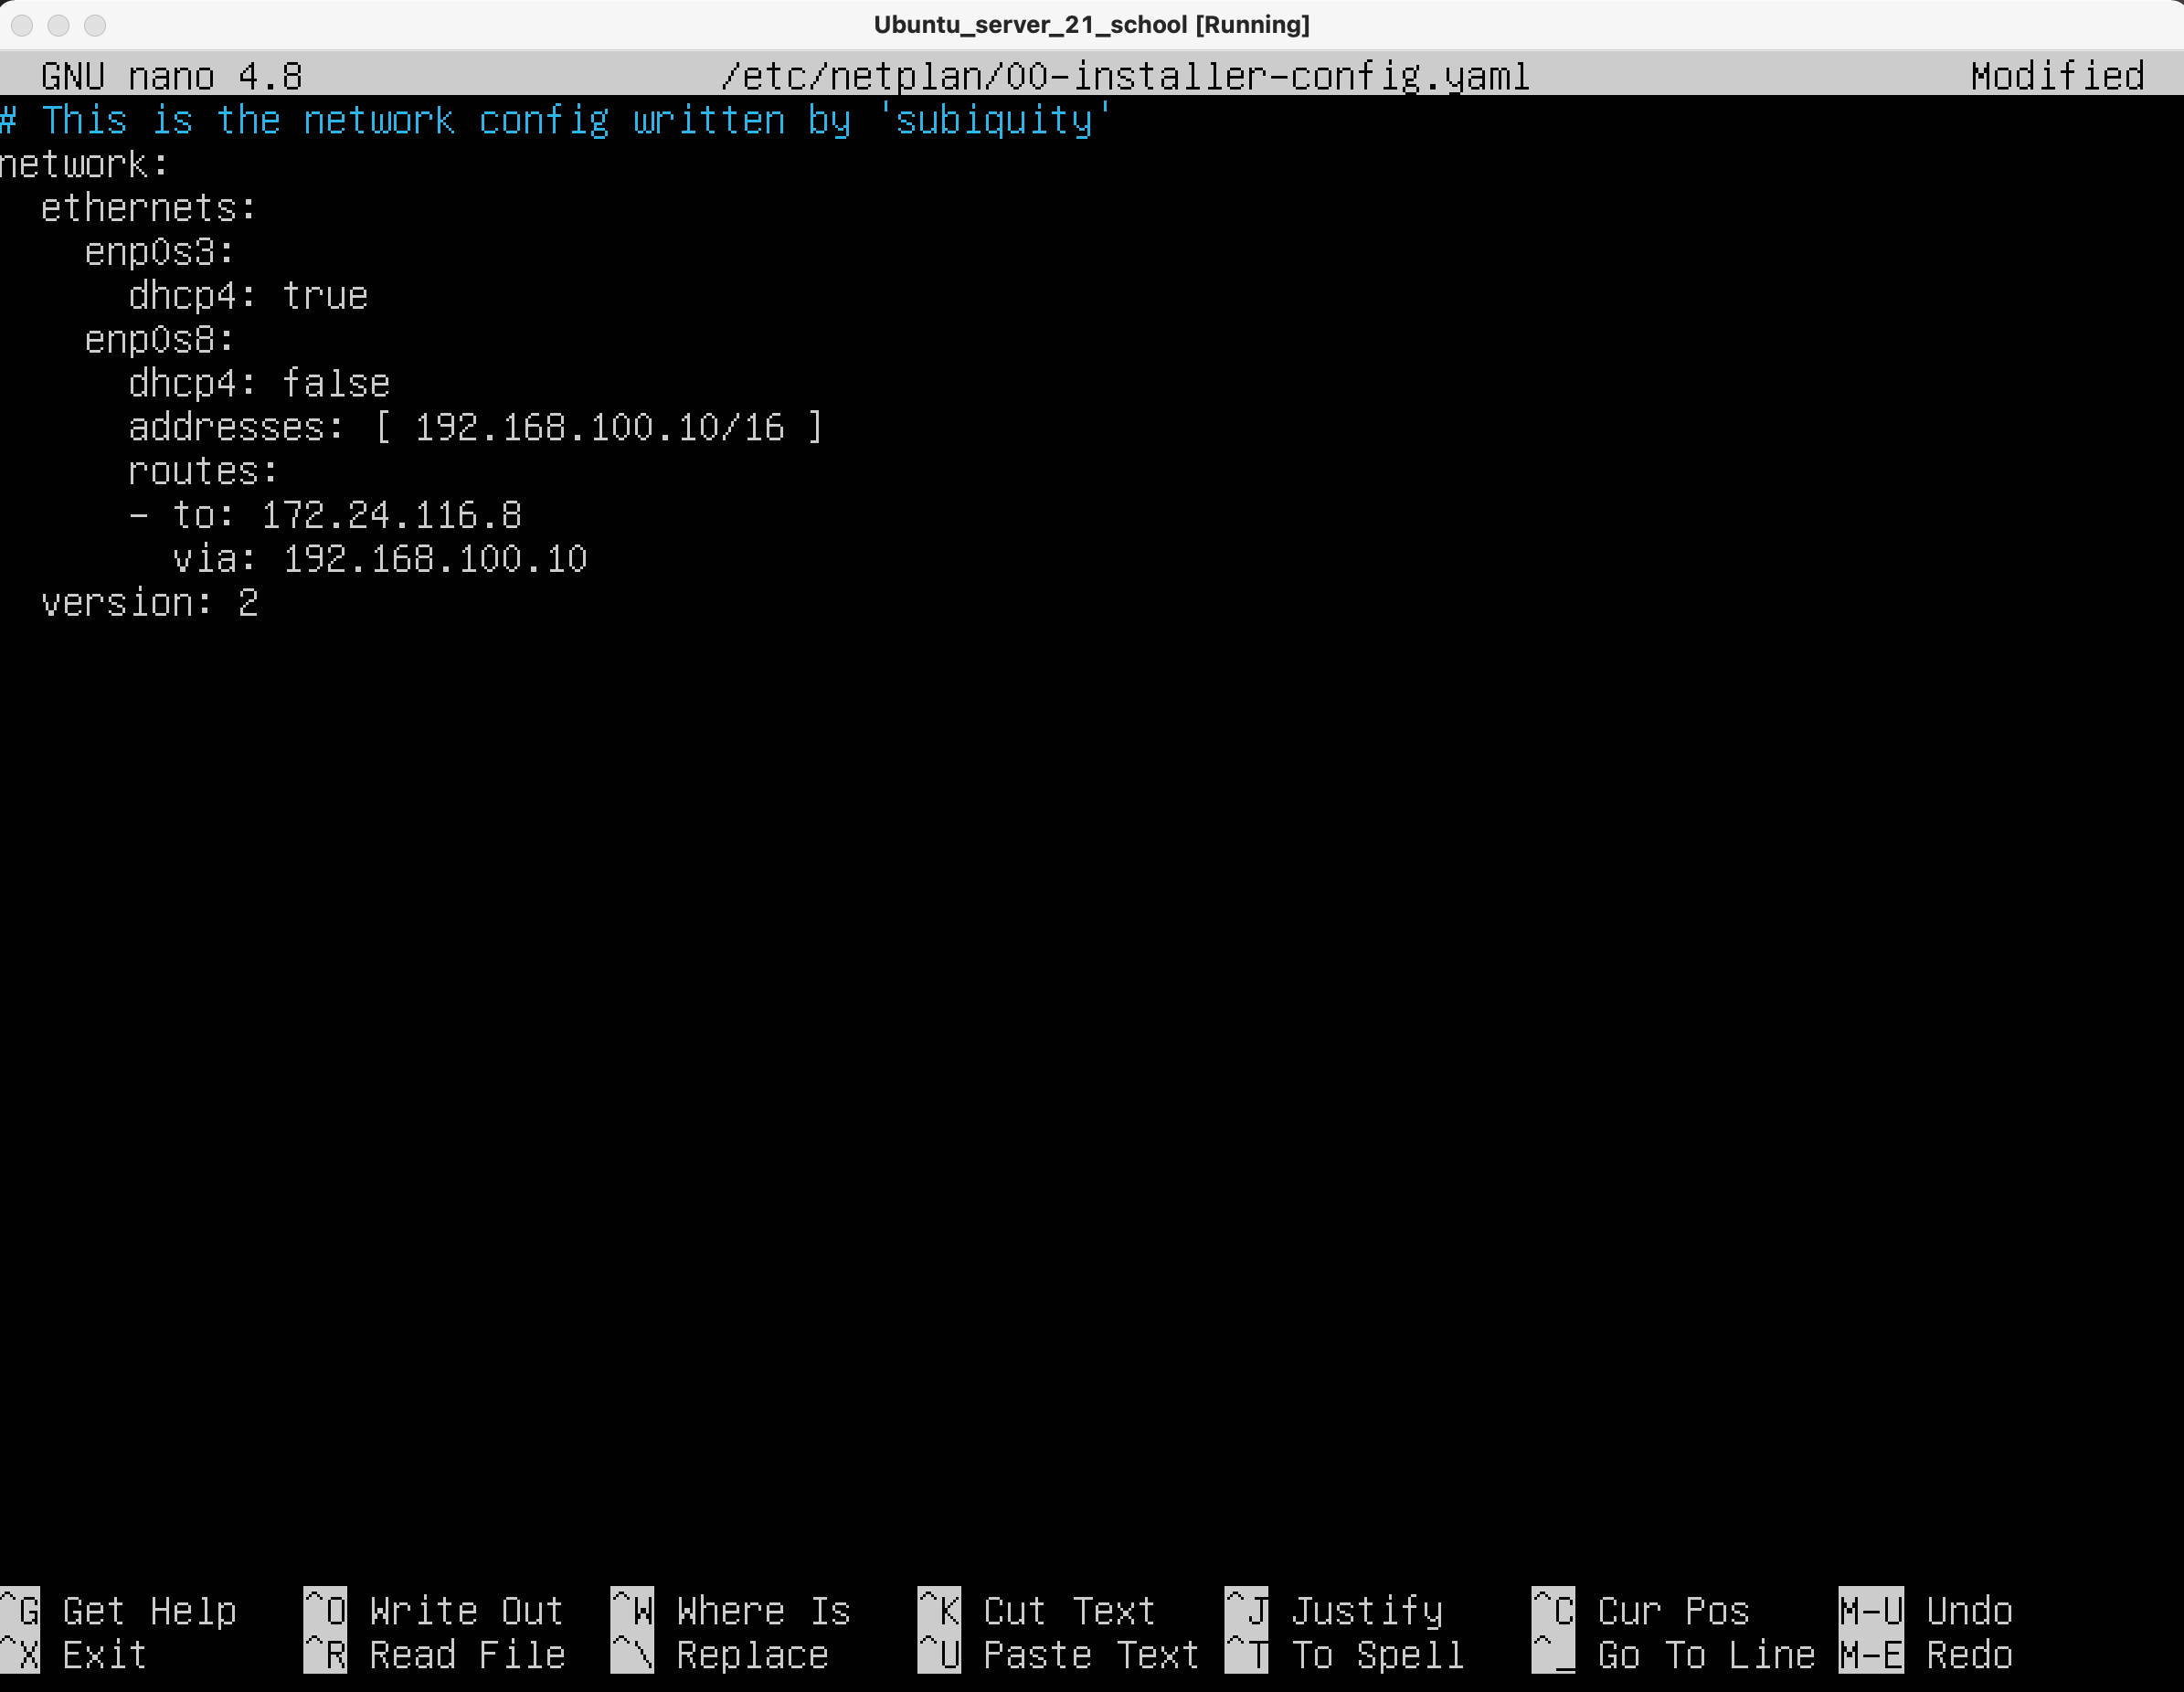 Ubuntu_server_21_school [Running]
GNU nano 4.8 /etc/netplan/00-installer-config.yaml Modified
# This is the network config written by 'subiquity'
network:
  ethernets:
    enp0s3:
      dhcp4: true
    enp0s8:
      dhcp4: false
      addresses: [ 192.168.100.10/16 ]
      routes:
      - to: 172.24.116.8
        via: 192.168.100.10
  version: 2
^G Get Help ^O Write Out ^W Where Is ^K Cut Text ^J Justify ^C Cur Pos M-U Undo
^X Exit ^R Read File ^\ Replace ^U Paste Text ^T To Spell ^_ Go To Line M-E Redo